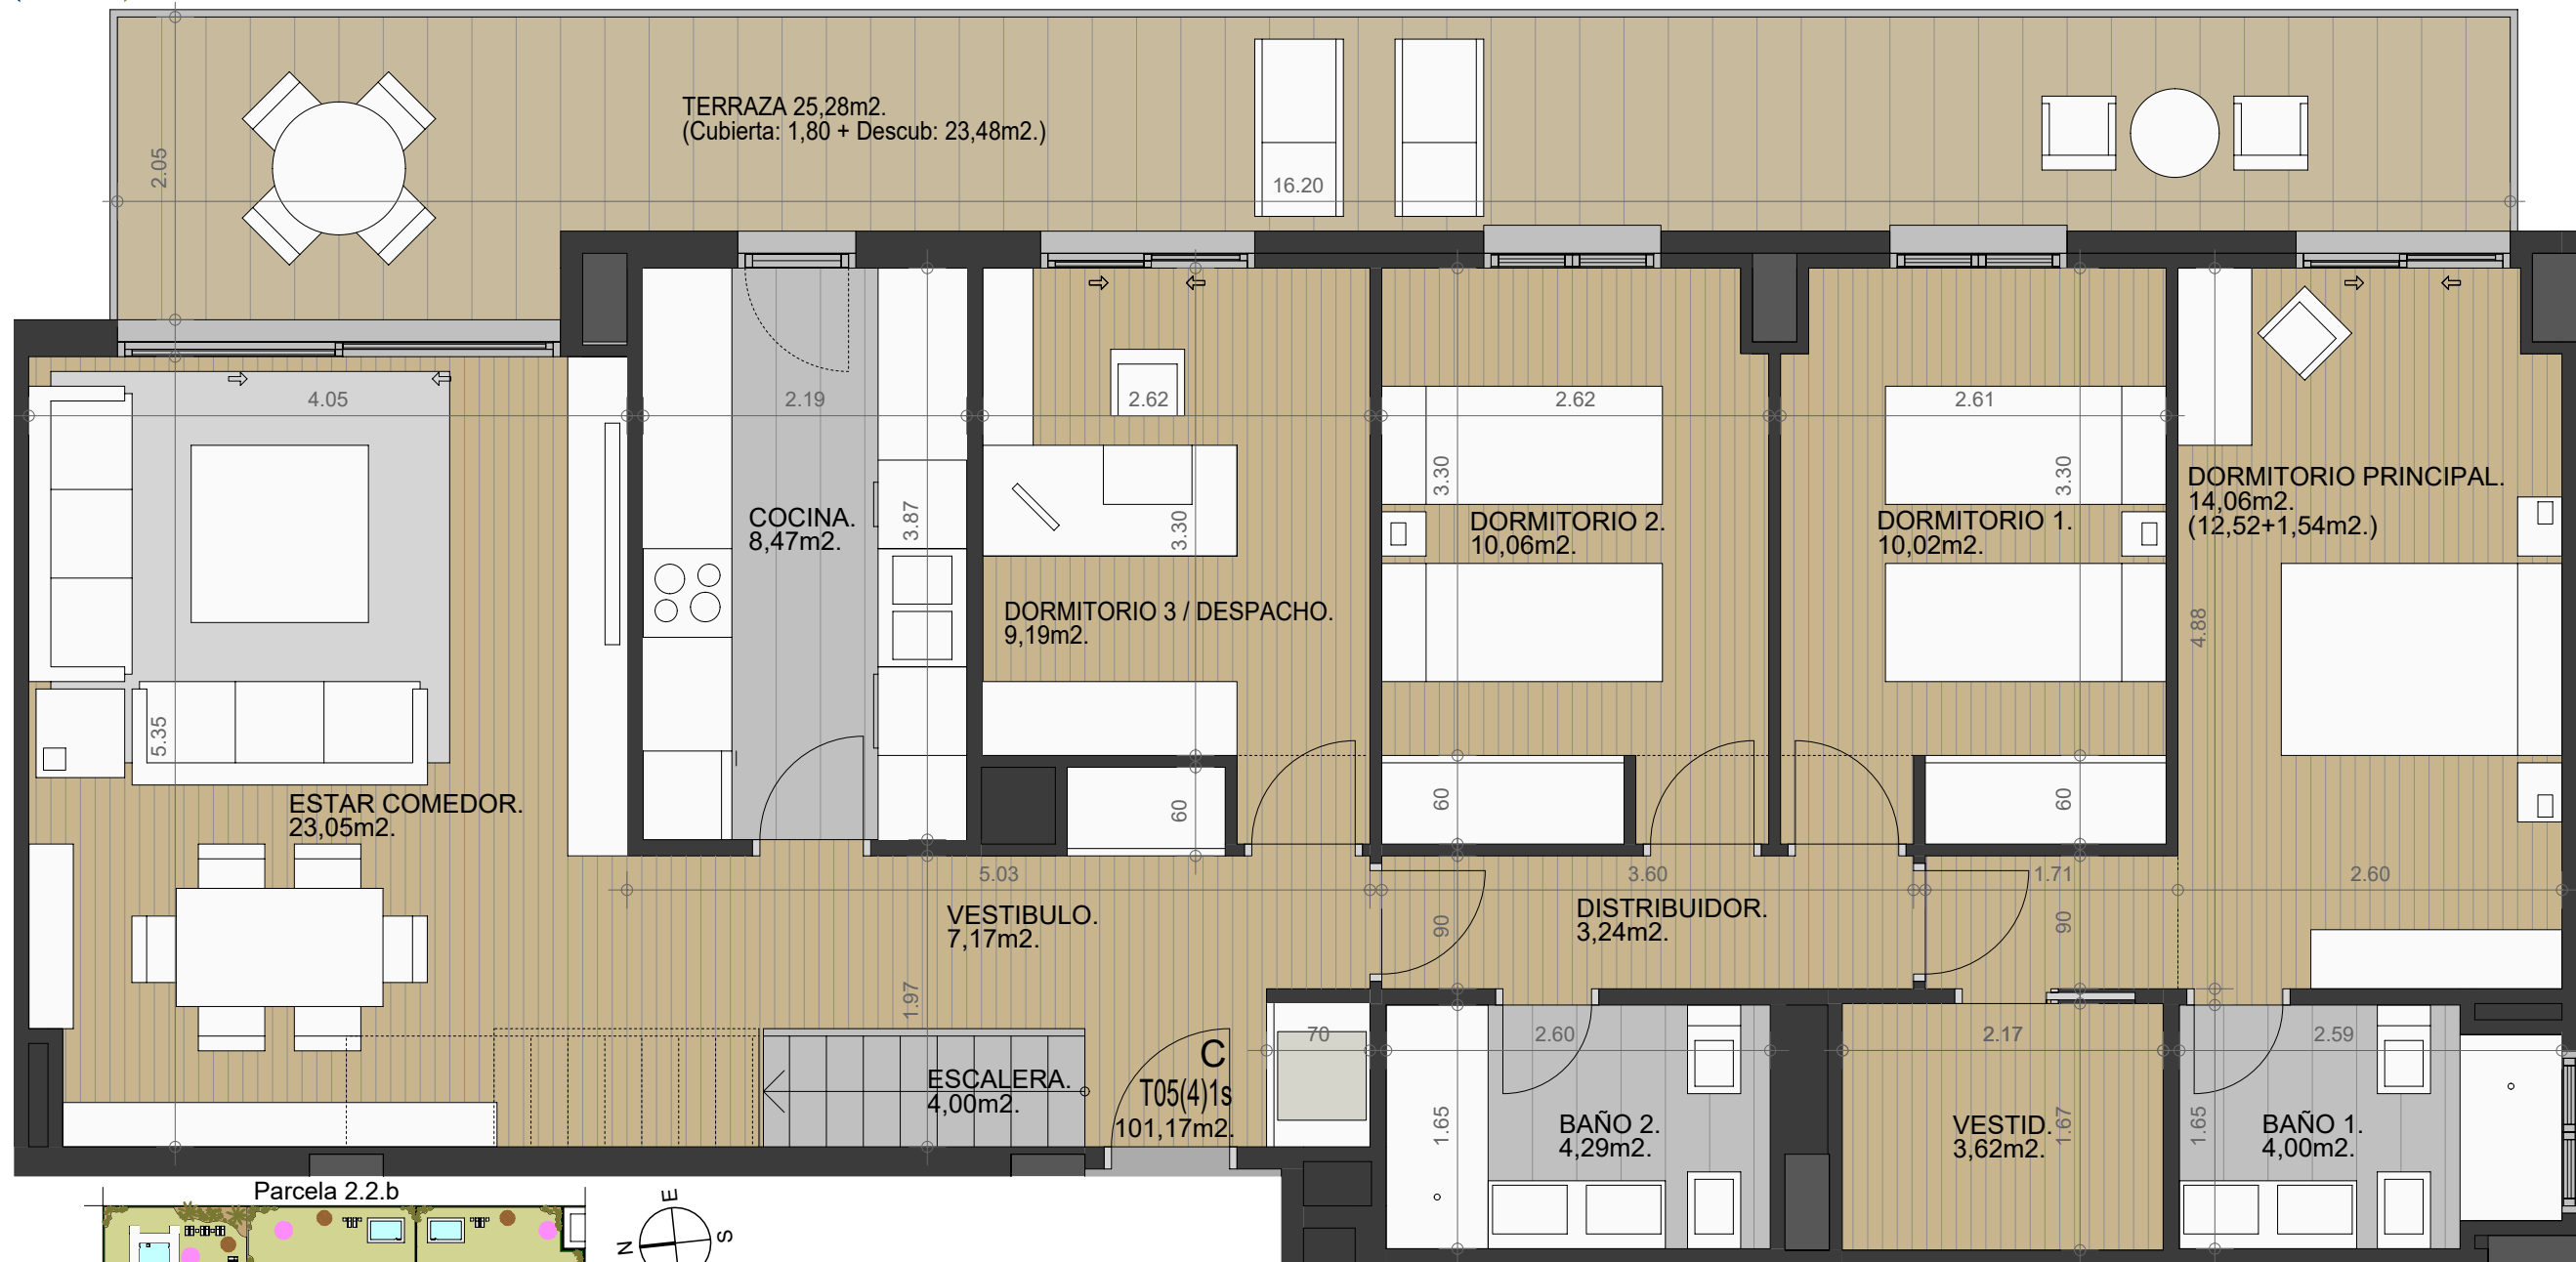 TERRAZA 25,28m2.
(Cubierta: 1,80 + Descub: 23,48m2.)
2.05
16.20
4.05
2.19
2.62
2.62
2.61
3.30
3.30
DORMITORIO PRINCIPAL.
14,06m2.
(12,52+1,54m2.)
COCINA.
8,47m2.
3.87
3.30
DORMITORIO 2.
10,06m2.
DORMITORIO 1.
10,02m2.
DORMITORIO 3 / DESPACHO.
9,19m2.
4.88
5.35
ESTAR COMEDOR.
23,05m2.
60
60
60
5.03
3.60
1.71
2.60
VESTIBULO.
7,17m2.
DISTRIBUIDOR.
3,24m2.
90
90
1.97
70
2.60
2.17
2.59
C
T05(4)1s
101,17m2.
ESCALERA.
4,00m2.
1.65
BAÑO 2.
4,29m2.
VESTID.
3,62m2.
1.67
1.65
BAÑO 1.
4,00m2.
Parcela 2.2.b
E
N
S